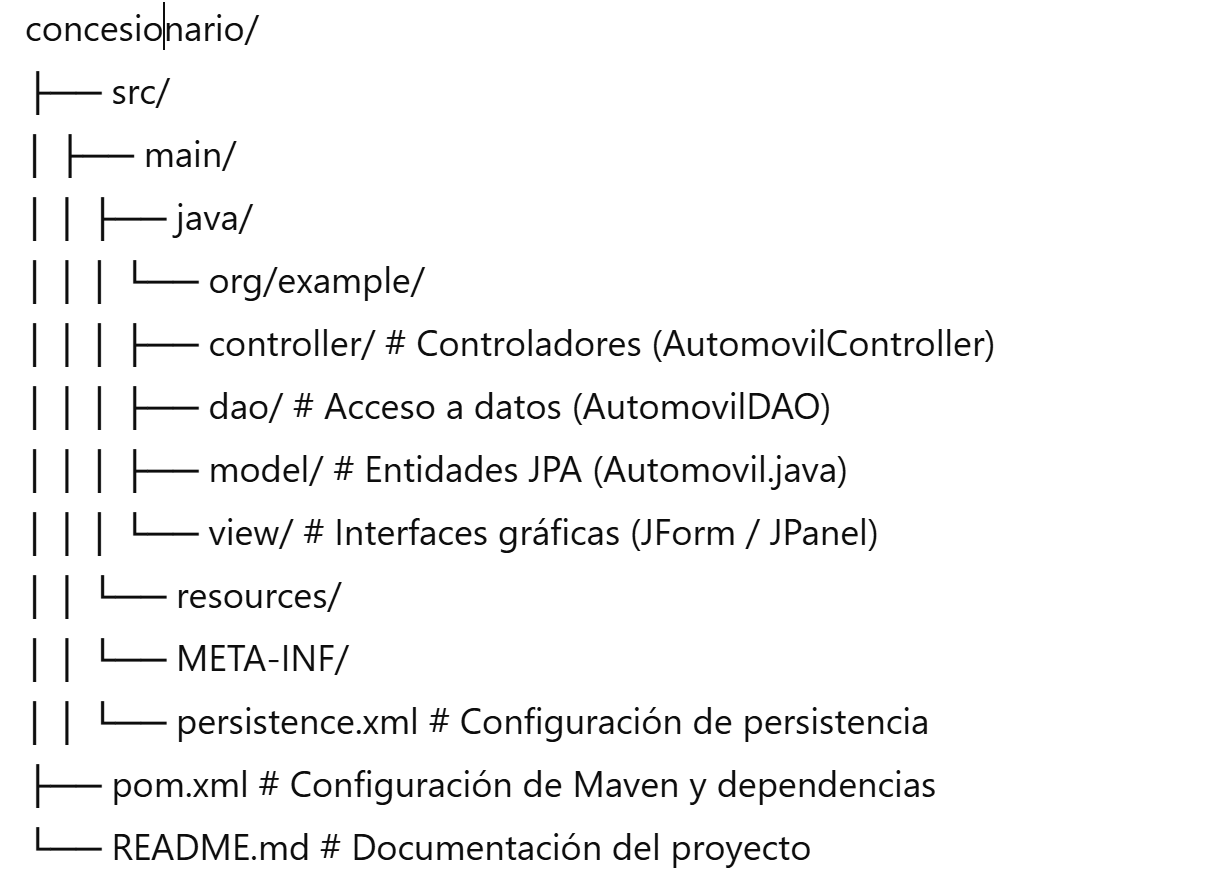 concesionario/
├── src/
│ ├── main/
│ │ ├── java/
│ │ │ └── org/example/
│ │ │ ├── controller/ # Controladores (AutomovilController)
│ │ │ ├── dao/ # Acceso a datos (AutomovilDAO)
│ │ │ ├── model/ # Entidades JPA (Automovil.java)
│ │ │ └── view/ # Interfaces gráficas (JForm / JPanel)
│ │ └── resources/
│ │ └── META-INF/
│ │ └── persistence.xml # Configuración de persistencia
├── pom.xml # Configuración de Maven y dependencias
└── README.md # Documentación del proyecto